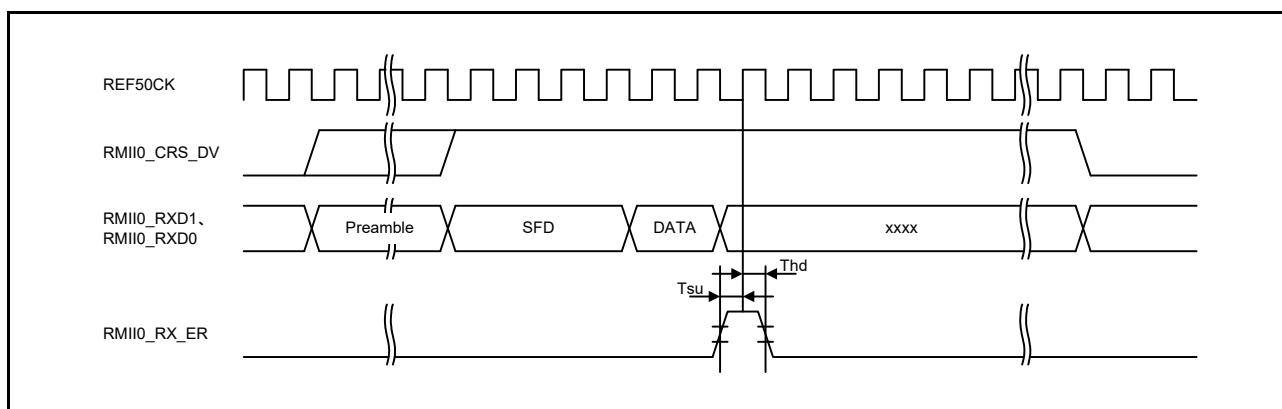 REF50CK
RMII0_CRS_DV
RMII0_RXD1、
RMII0_RXD0
Preamble
SFD
DATA
xxxx
Thd
Tsu
RMII0_RX_ER